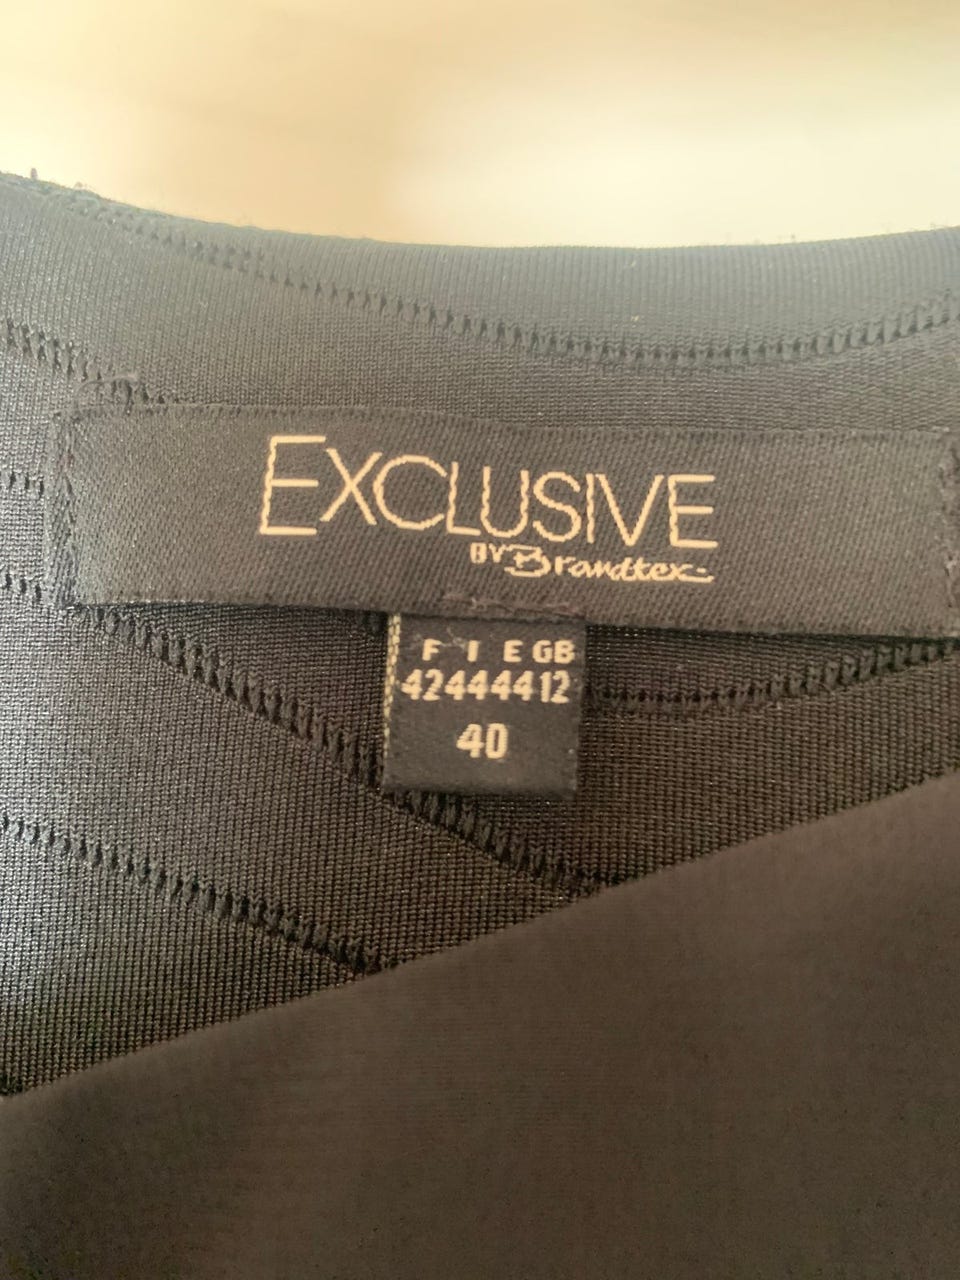 EXCLUSIVE
BY Brandtex
F I E GB
42444412
40